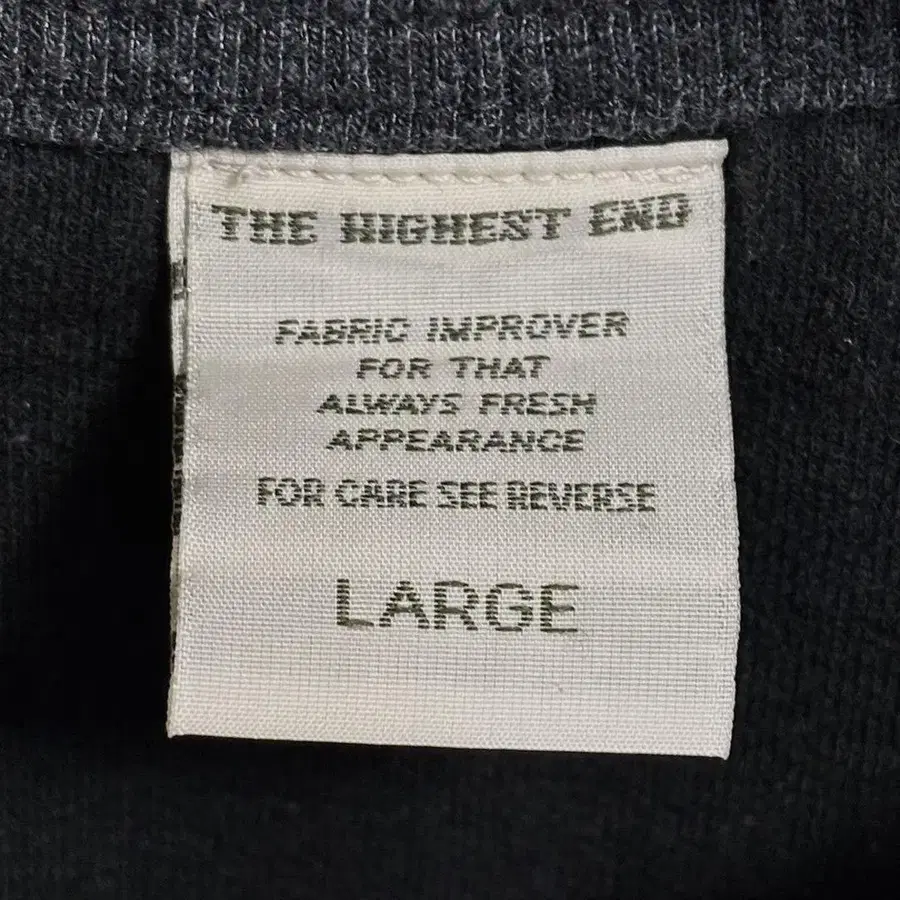 THE HIGHEST END
FABRIC IMPROVER
FOR THAT
ALWAYS FRESH
APPEARANCE
FOR CARE SEE REVERSE
LARGE